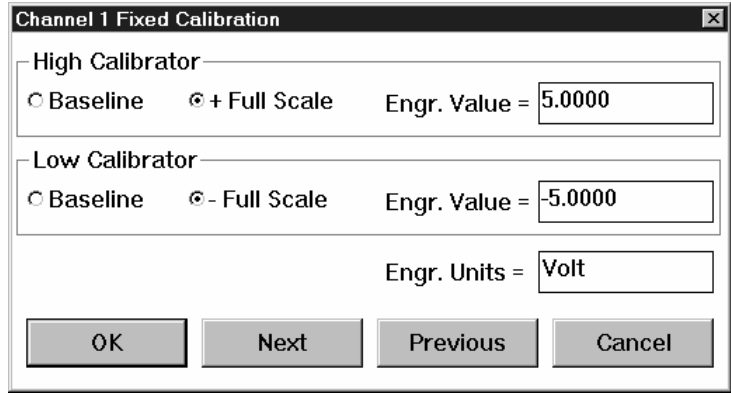 Channel 1 Fixed Calibration
High Calibrator
Baseline + Full Scale Engr. Value = 5.0000
Low Calibrator
Baseline - Full Scale Engr. Value = -5.0000
Engr. Units = Volt
OK Next Previous Cancel